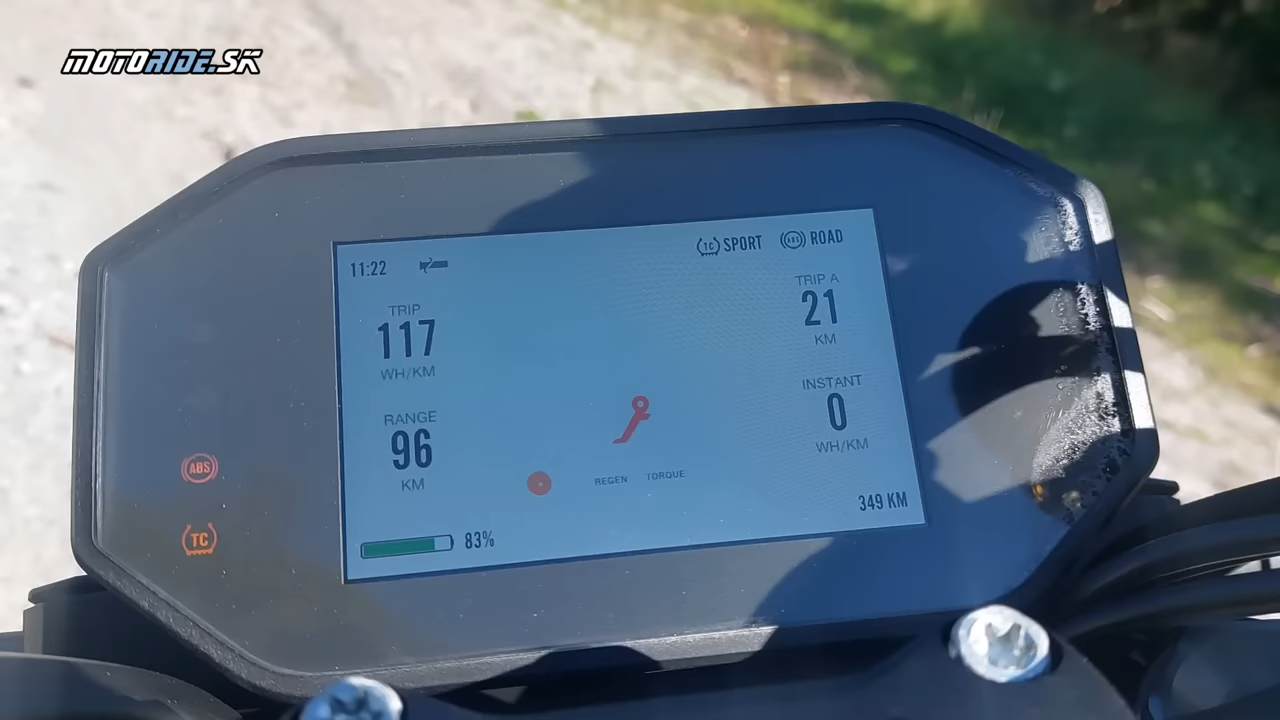 MOTORIDE.SK
11:22
TC SPORT ABS ROAD
TRIP
117
WH/KM
RANGE
96
KM
TRIP A
21
KM
INSTANT
0
WH/KM
REGEN TORQUE
349 KM
83%
ABS
TC